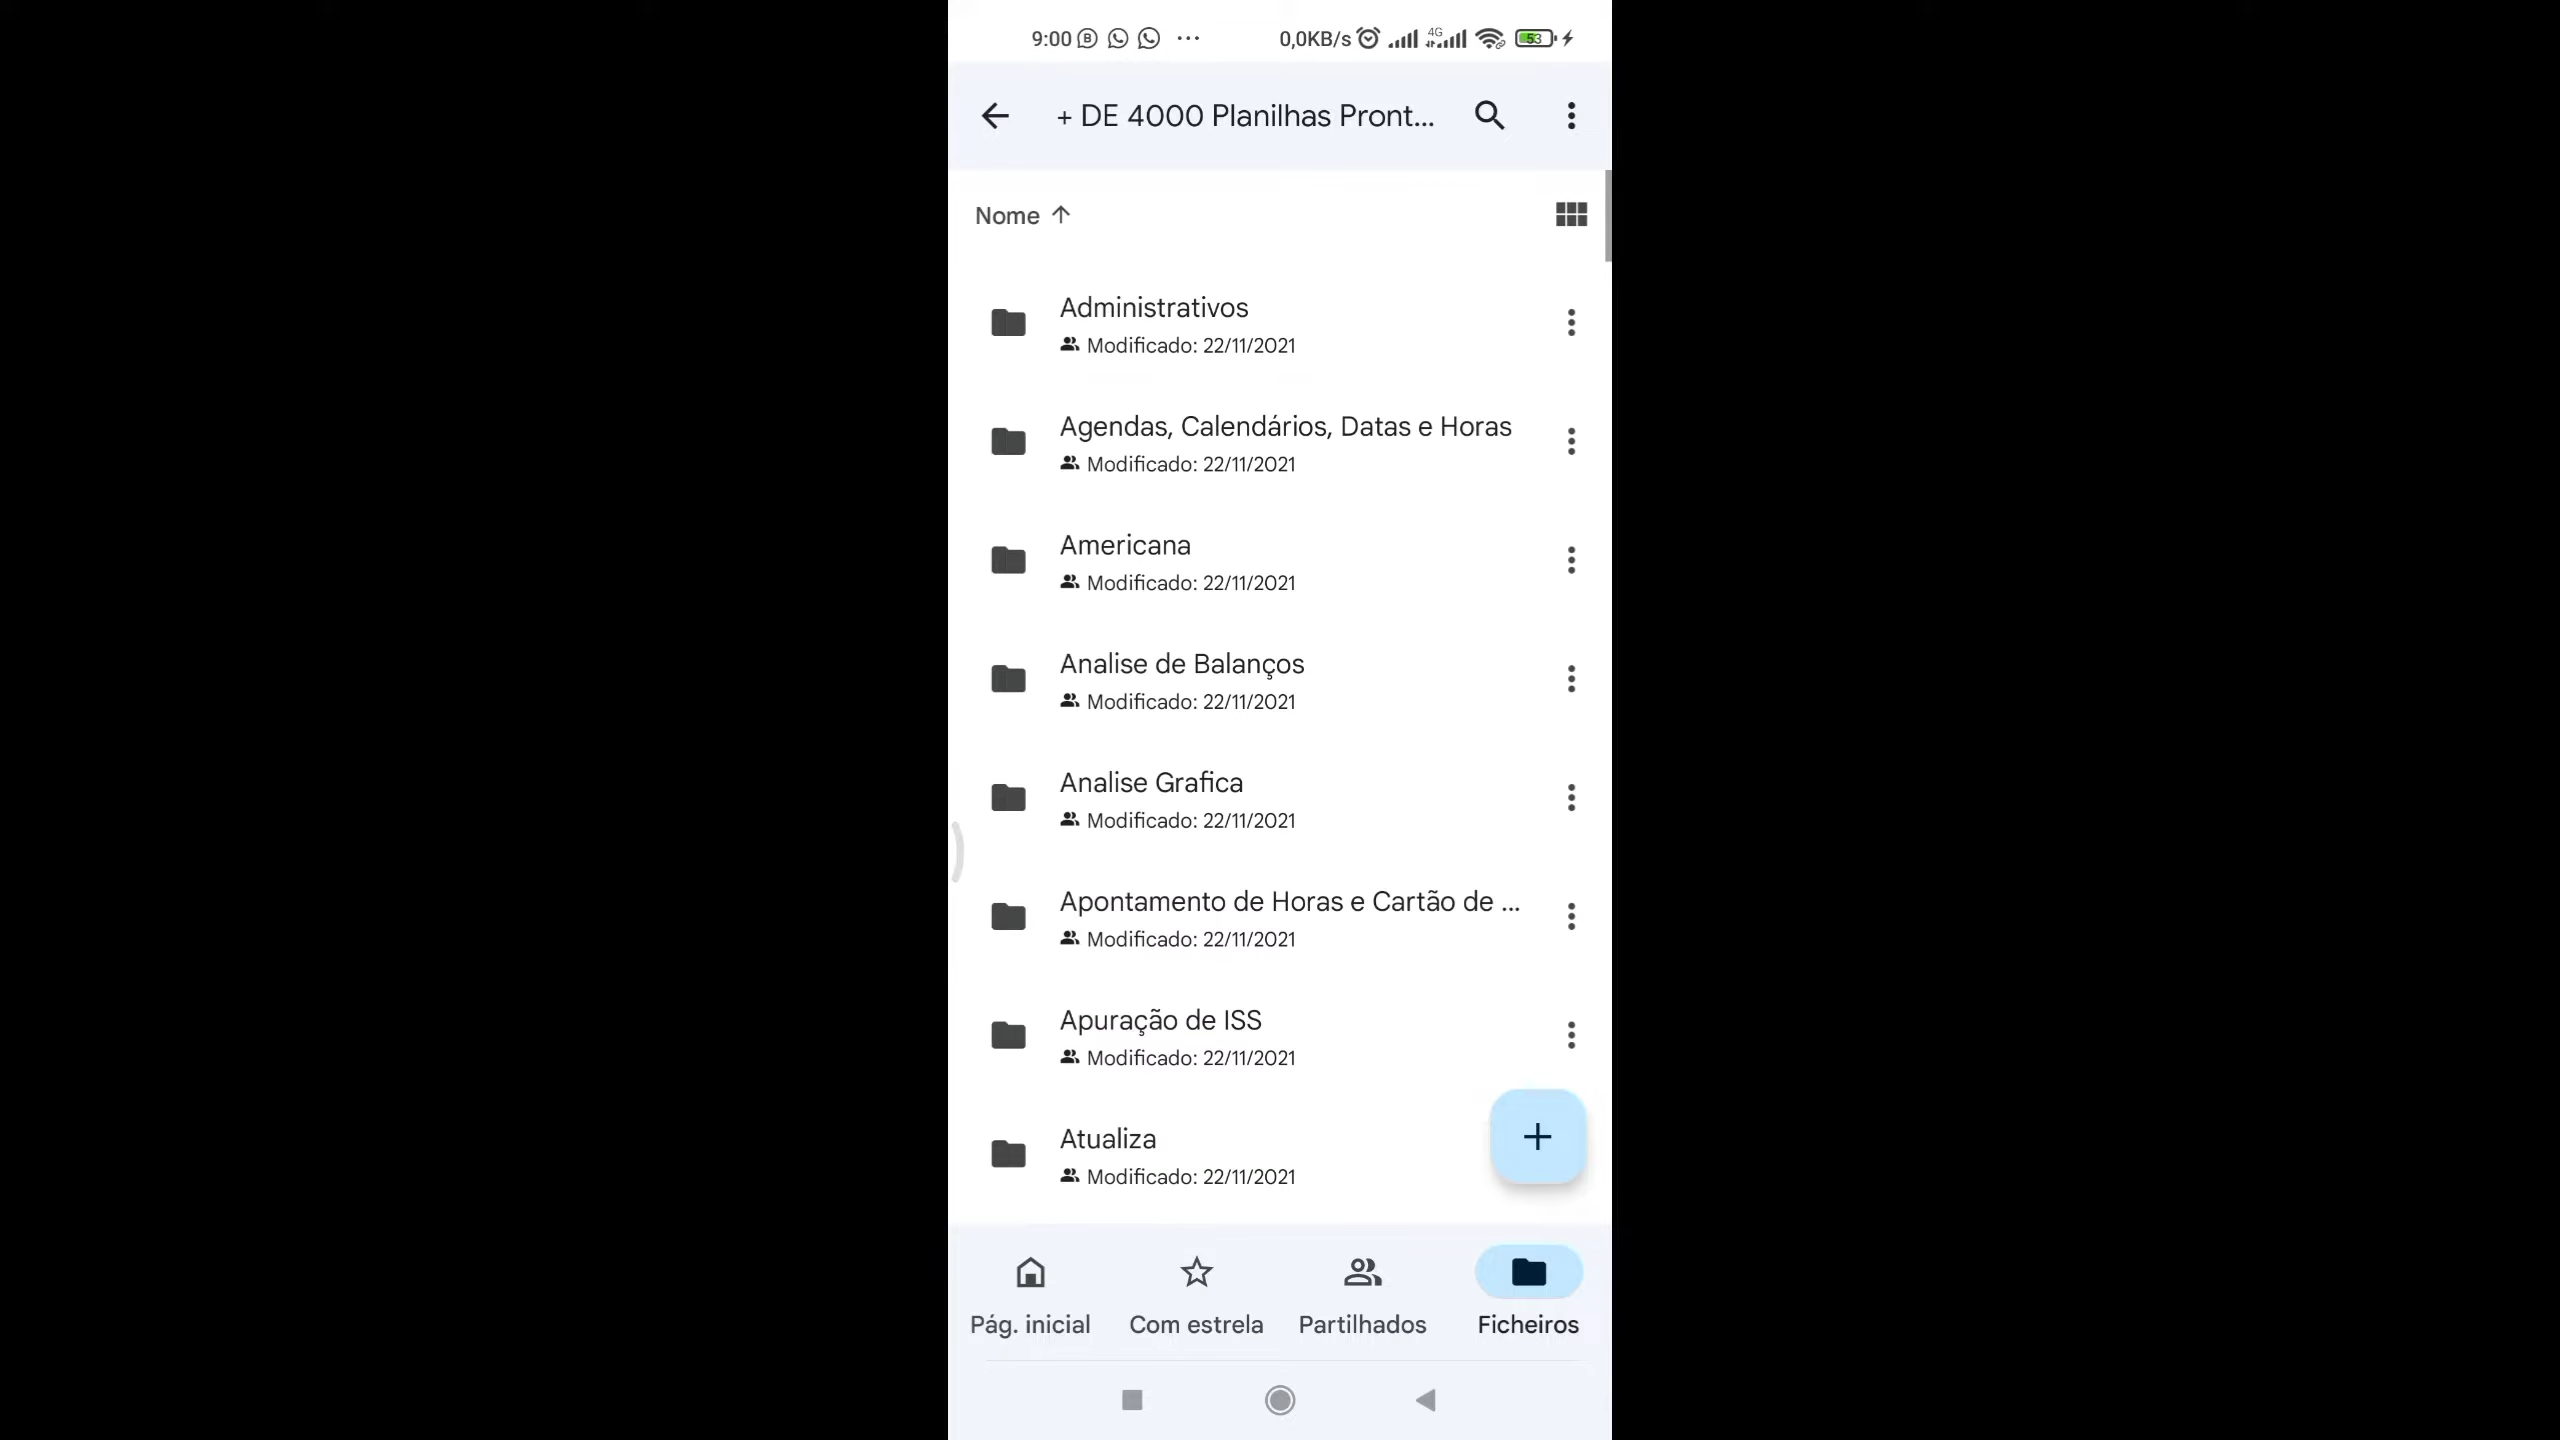 9:00 0,0KB/s 4G 53
+ DE 4000 Planilhas Pront...
Nome
Administrativos
Modificado: 22/11/2021
Agendas, Calendários, Datas e Horas
Modificado: 22/11/2021
Americana
Modificado: 22/11/2021
Analise de Balanços
Modificado: 22/11/2021
Analise Grafica
Modificado: 22/11/2021
Apontamento de Horas e Cartão de ...
Modificado: 22/11/2021
Apuração de ISS
Modificado: 22/11/2021
Atualiza
Modificado: 22/11/2021
Pág. inicial Com estrela Partilhados Ficheiros